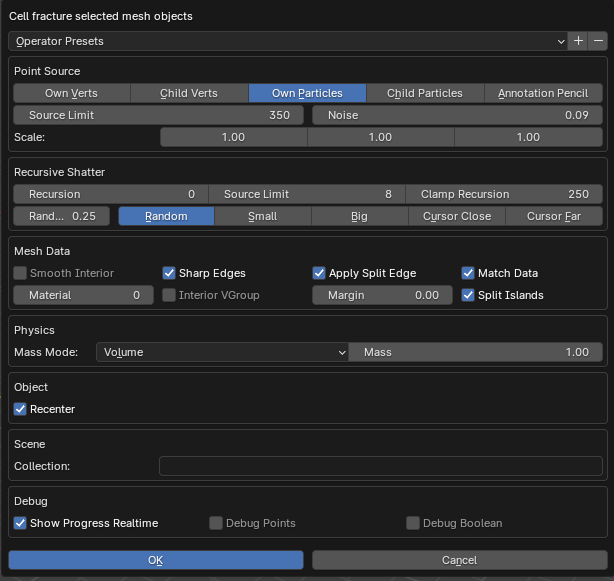 Cell fracture selected mesh objects
Operator Presets
Point Source
Own Verts Child Verts Own Particles Child Particles Annotation Pencil
Source Limit 350 Noise 0.09
Scale: 1.00 1.00 1.00
Recursive Shatter
Recursion 0 Source Limit 8 Clamp Recursion 250
Rand... 0.25 Random Small Big Cursor Close Cursor Far
Mesh Data
Smooth Interior Sharp Edges Apply Split Edge Match Data
Material 0 Interior VGroup Margin 0.00 Split Islands
Physics
Mass Mode: Volume Mass 1.00
Object
Recenter
Scene
Collection:
Debug
Show Progress Realtime Debug Points Debug Boolean
OK Cancel